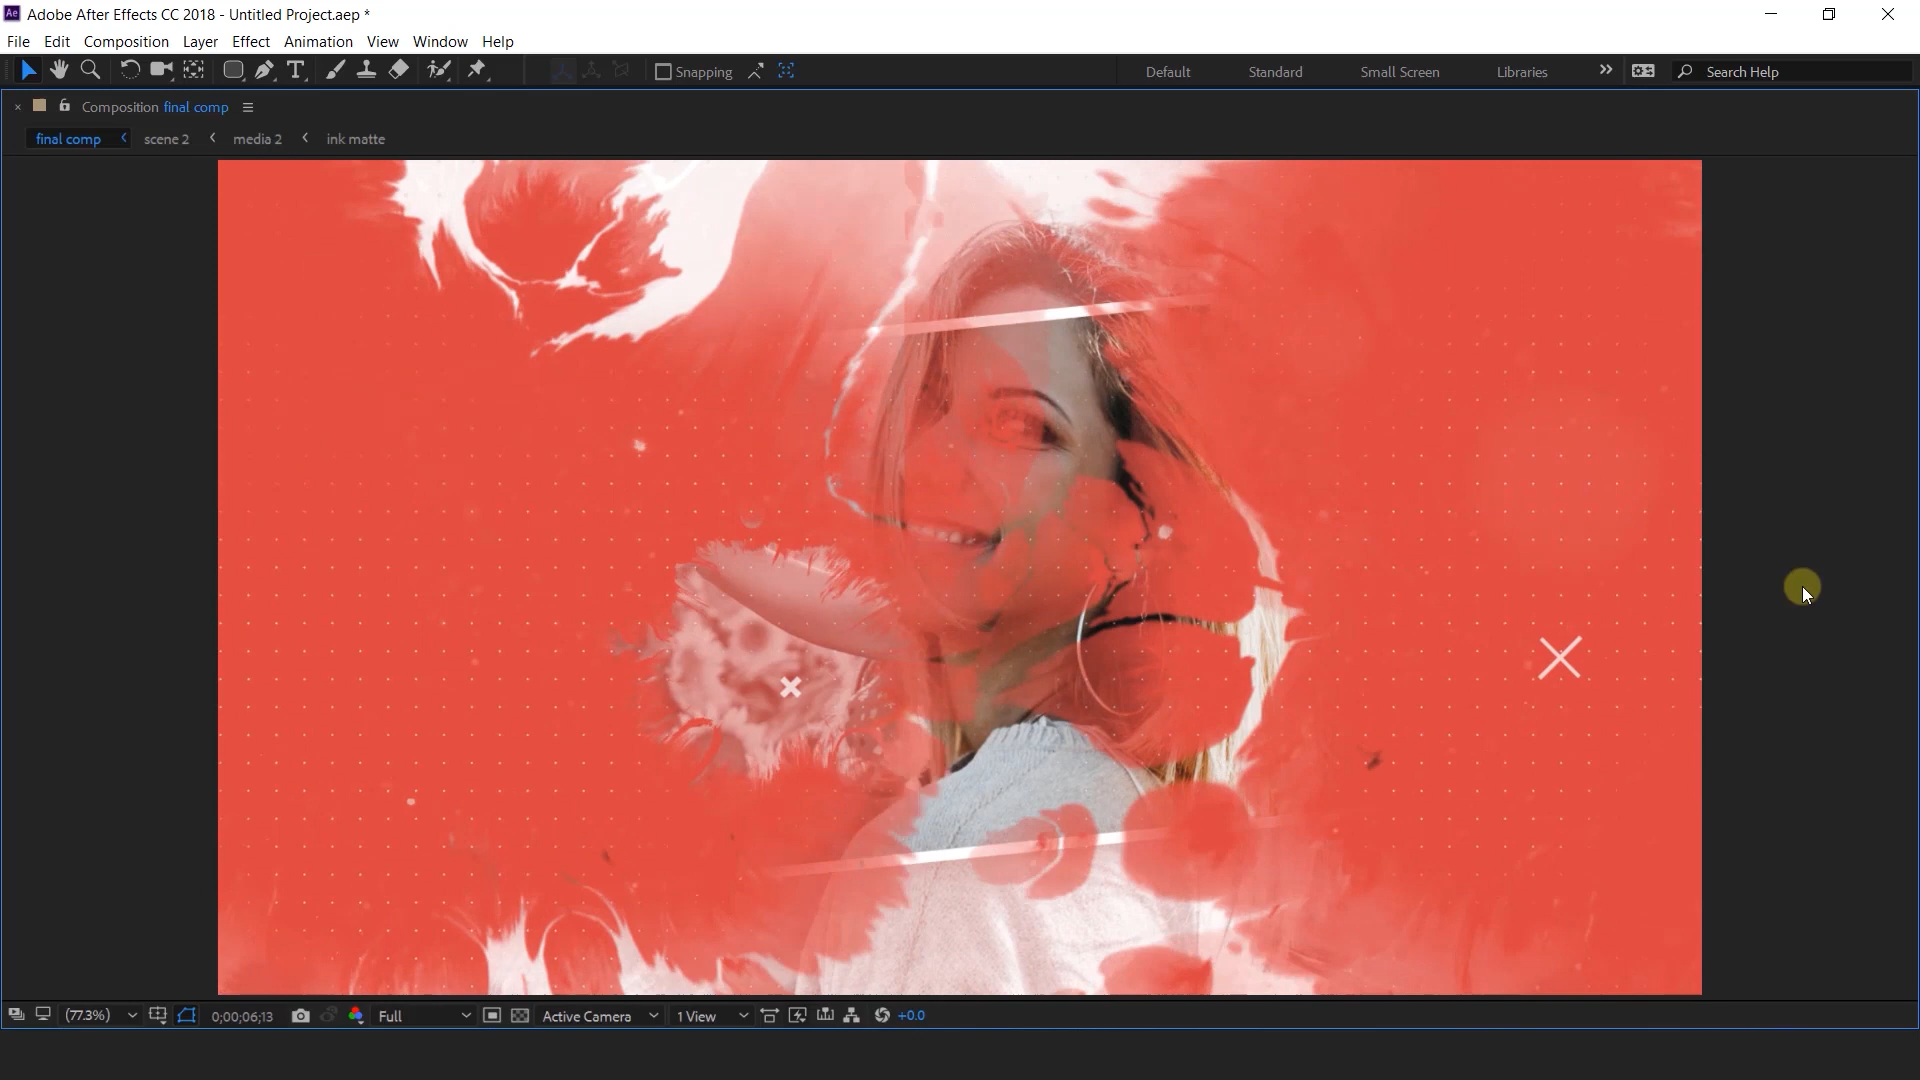 Ae Adobe After Effects CC 2018 - Untitled Project.aep *
File Edit Composition Layer Effect Animation View Window Help
T Snapping Default Standard Small Screen Libraries Search Help
Composition final comp
final comp scene 2 media 2 ink matte
(77.3%) 0;00;06;13 Full Active Camera 1 View +0.0